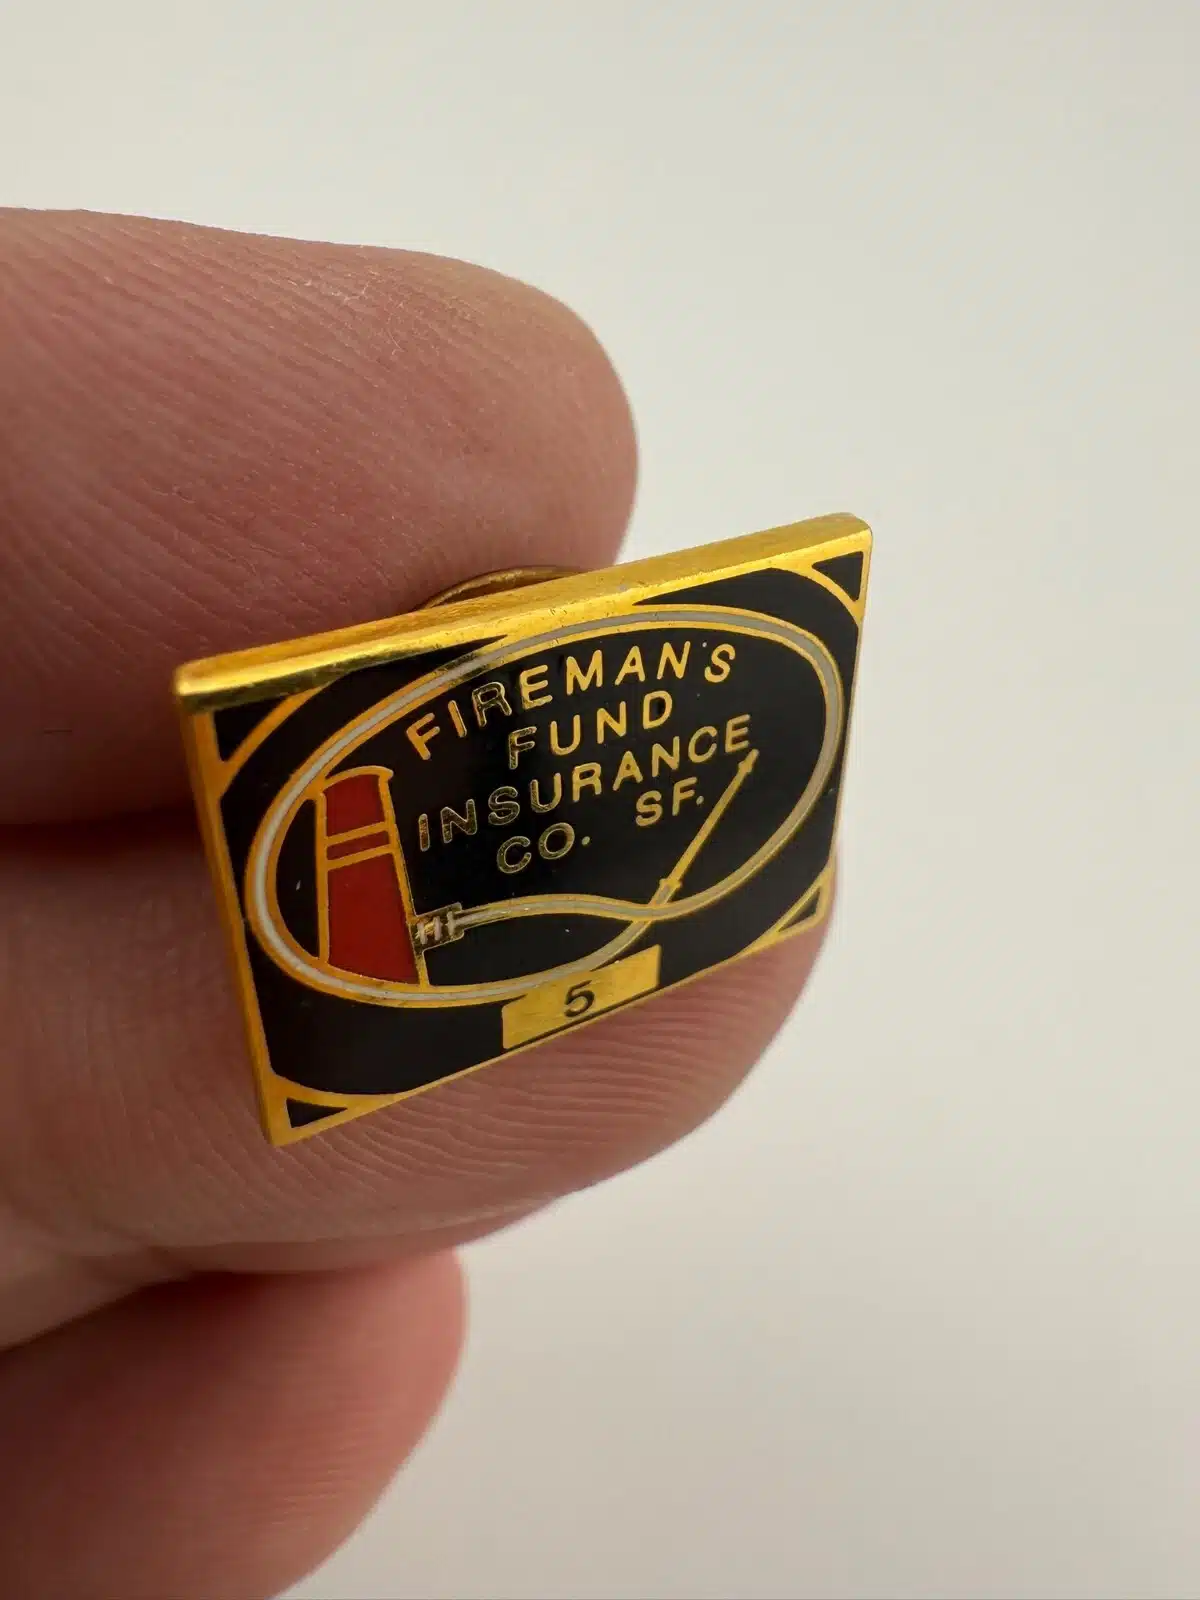 FIREMAN'S
FUND
INSURANCE
CO. SF.
5